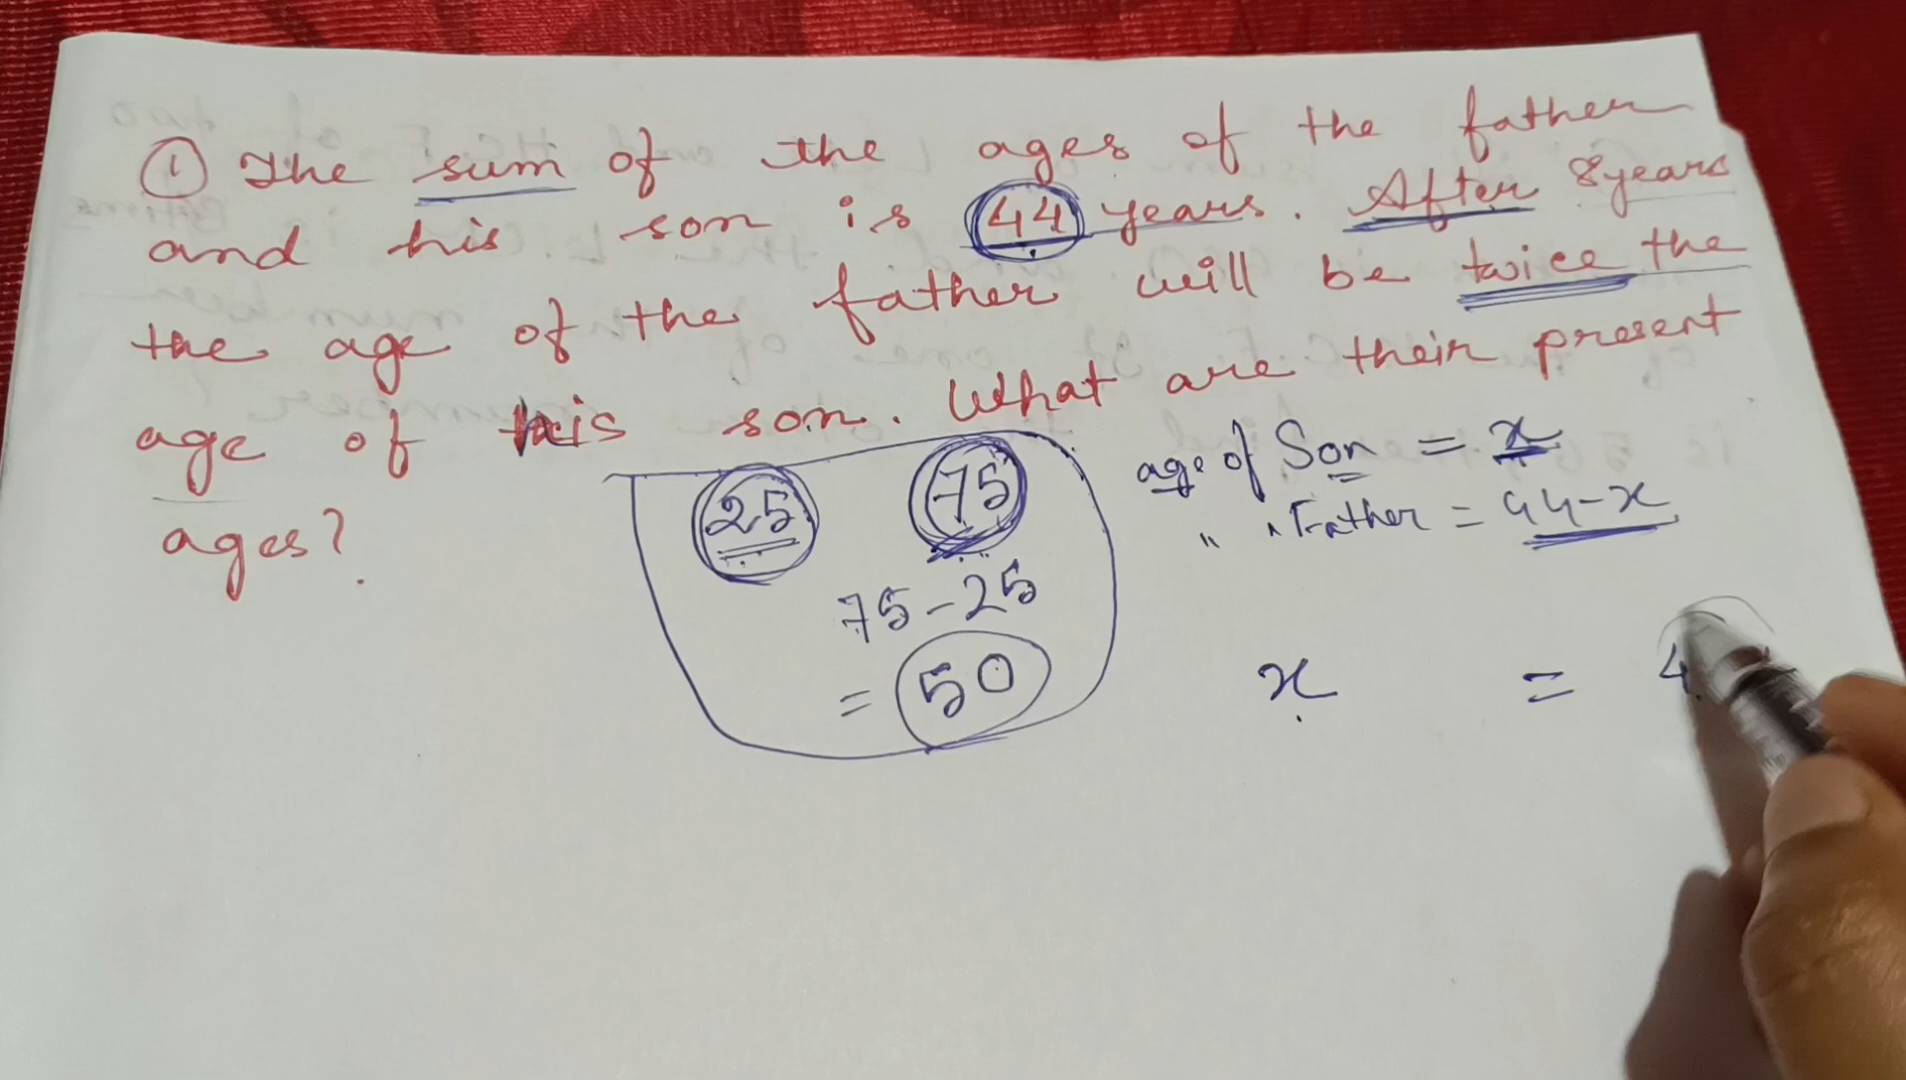 ① The sum of the ages of the father
and his son is 44 years. After 8 years
the age of the father will be twice the
age of his son. What are their present
ages?
25 75
75-25
= 50
age of Son = x
" " Father = 44-x
x = 4